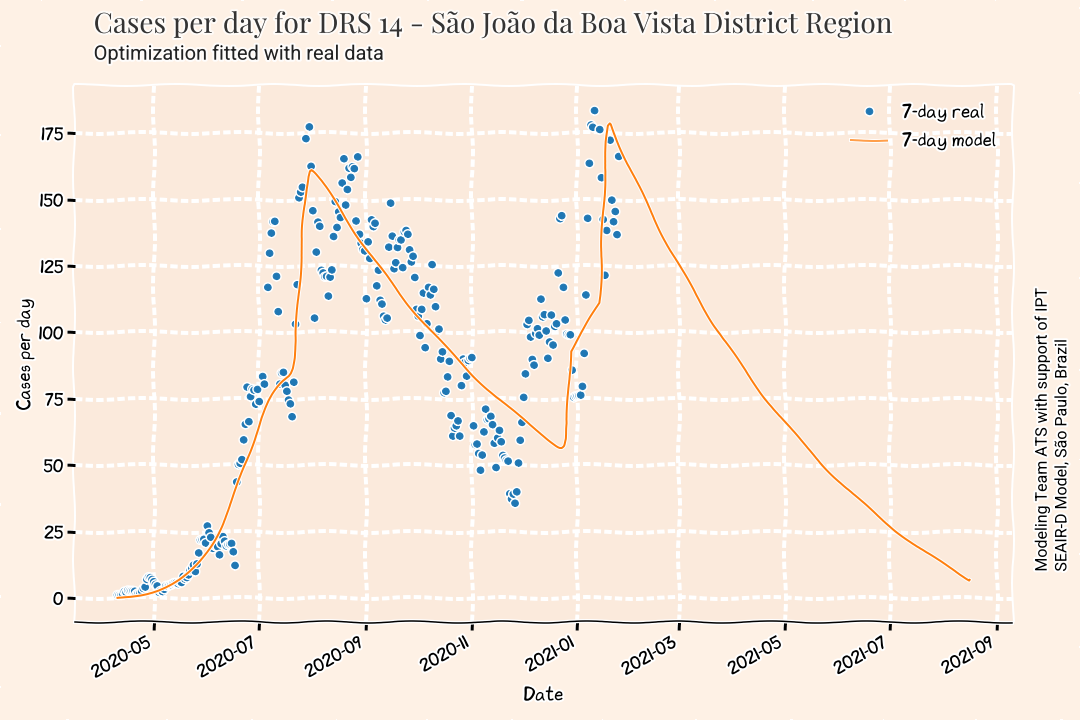 Cases per day for DRS 14 - São João da Boa Vista District Region
Optimization fitted with real data
7-day real
7-day model
175
150
125
100
75
50
25
0
Cases per day
2020-05
2020-07
2020-09
2020-11
2021-01
2021-03
2021-05
2021-07
2021-09
Date
Modeling Team ATS with support of IPT
SEAIR-D Model, São Paulo, Brazil